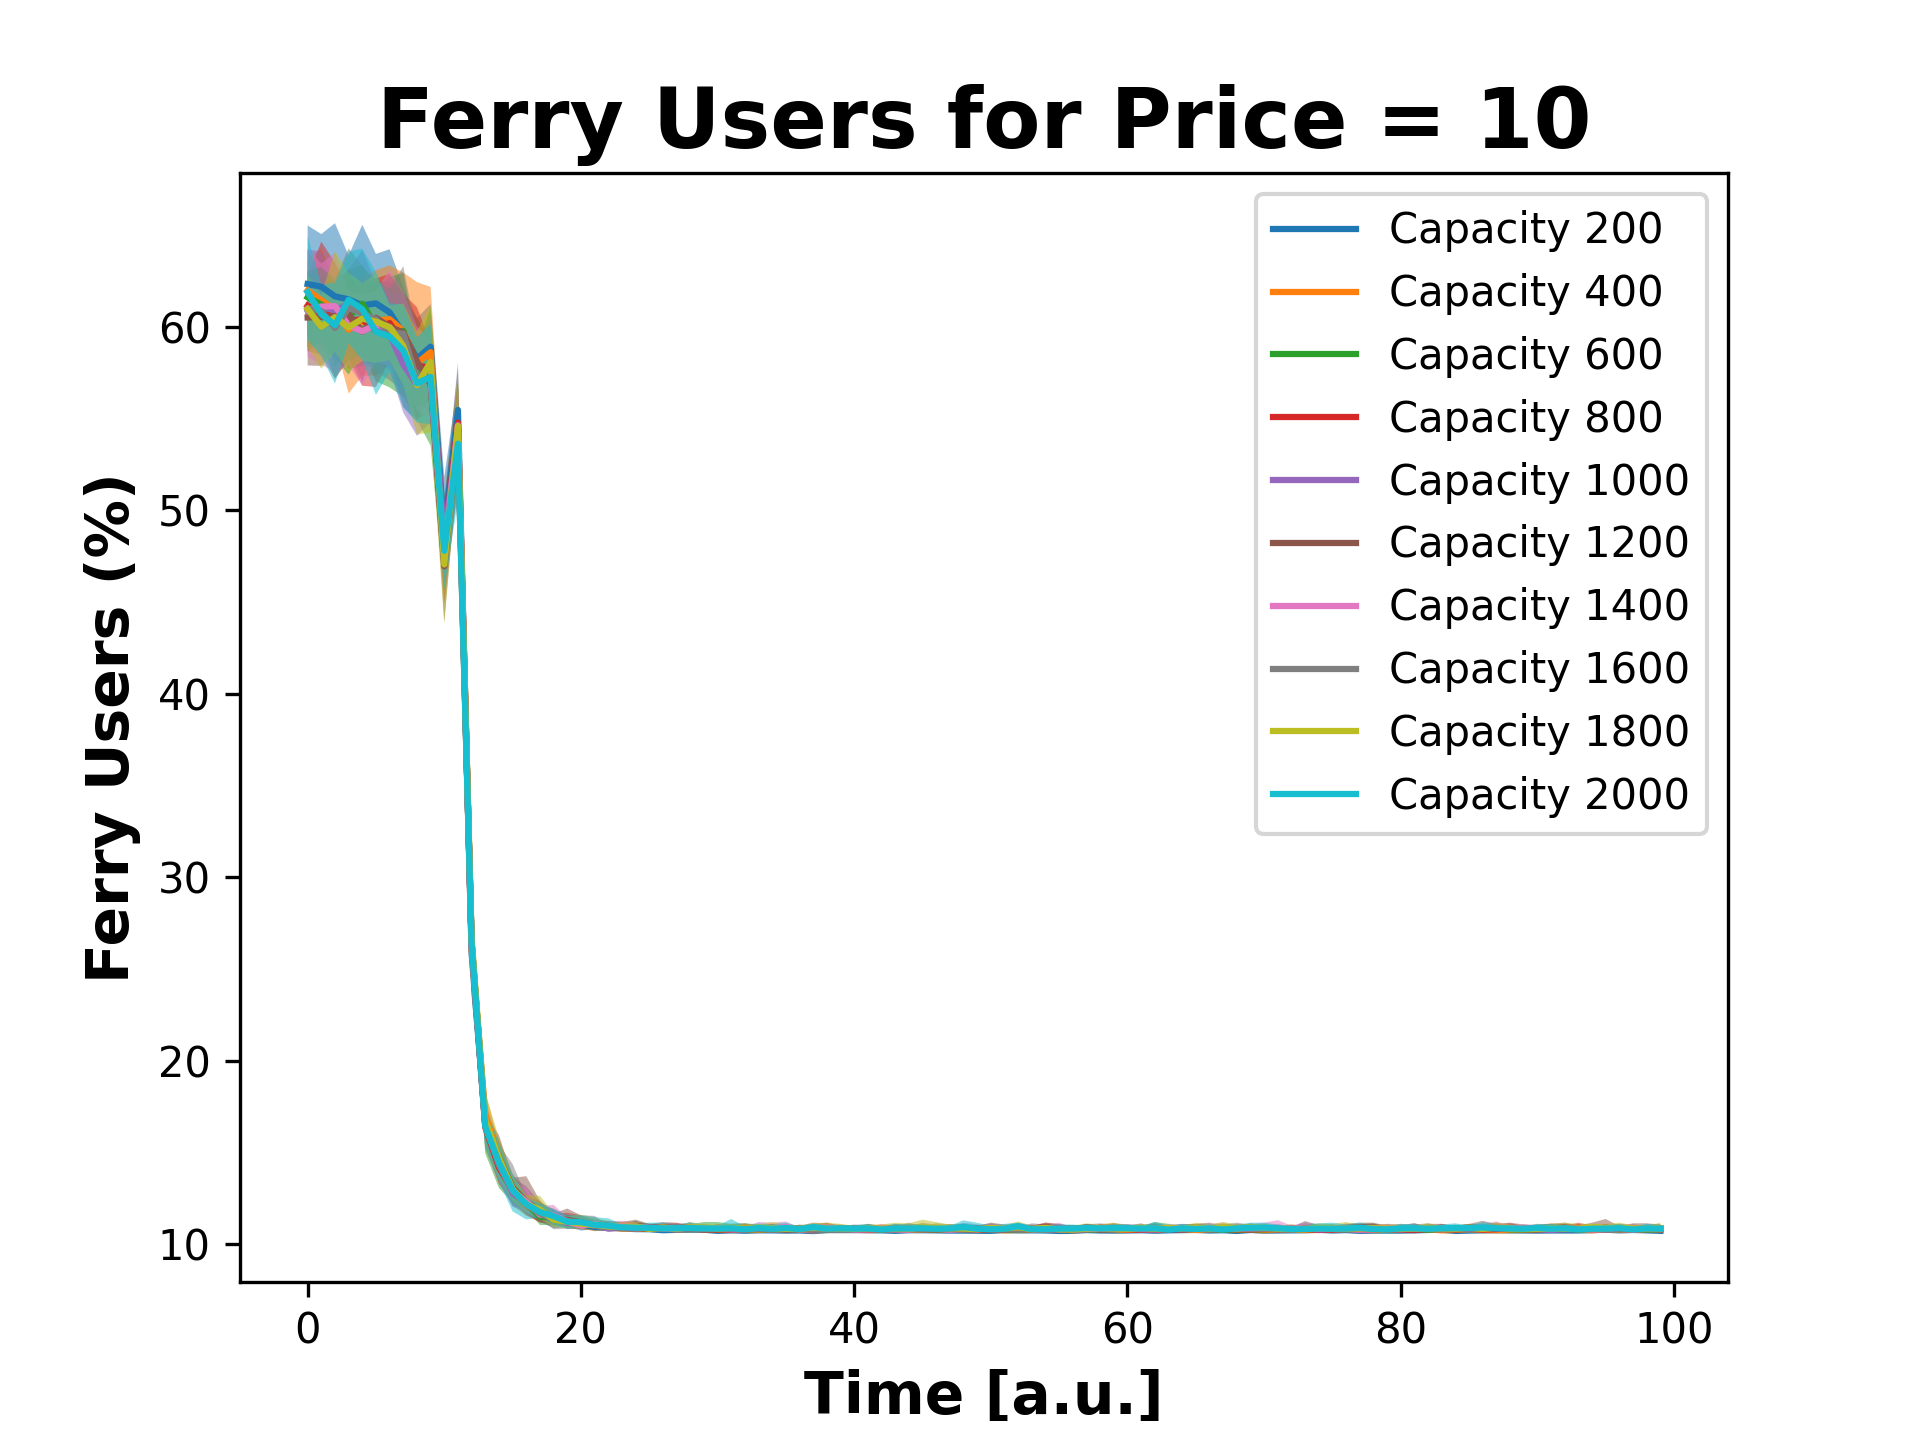 Ferry Users for Price = 10
Ferry Users (%)
60
50
40
30
20
10
Capacity 200
Capacity 400
Capacity 600
Capacity 800
Capacity 1000
Capacity 1200
Capacity 1400
Capacity 1600
Capacity 1800
Capacity 2000
0 20 40 60 80 100
Time [a.u.]